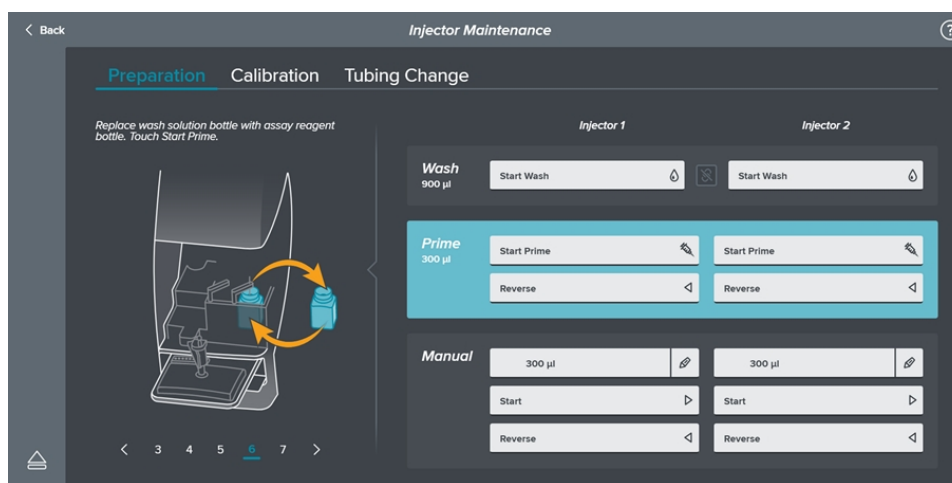 Back
Injector Maintenance
?
Preparation Calibration Tubing Change
Replace wash solution bottle with assay reagent
bottle. Touch Start Prime.
Injector 1 Injector 2
Wash
900 µl
Start Wash Start Wash
Prime
300 µl
Start Prime Start Prime
Reverse Reverse
Manual
300 µl 300 µl
Start Start
Reverse Reverse
3 4 5 6 7